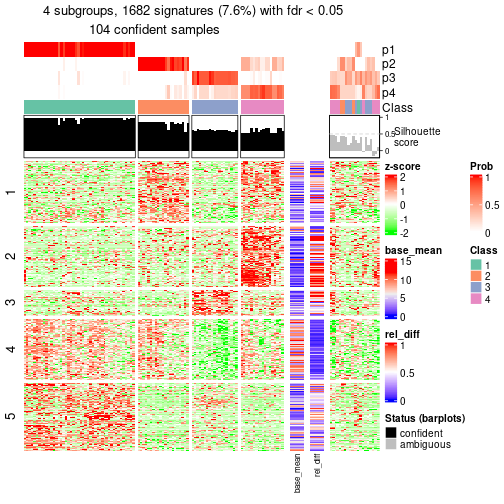 4 subgroups, 1682 signatures (7.6%) with fdr < 0.05
104 confident samples
p1
p2
p3
p4
Class
1
0.5
0
Silhouette
score
1
2
3
4
5
base_mean
rel_diff
z-score
2
1
0
-1
-2
base_mean
15
10
5
0
rel_diff
1
0.5
0
Status (barplots)
confident
ambiguous
Prob
1
0.5
0
Class
1
2
3
4